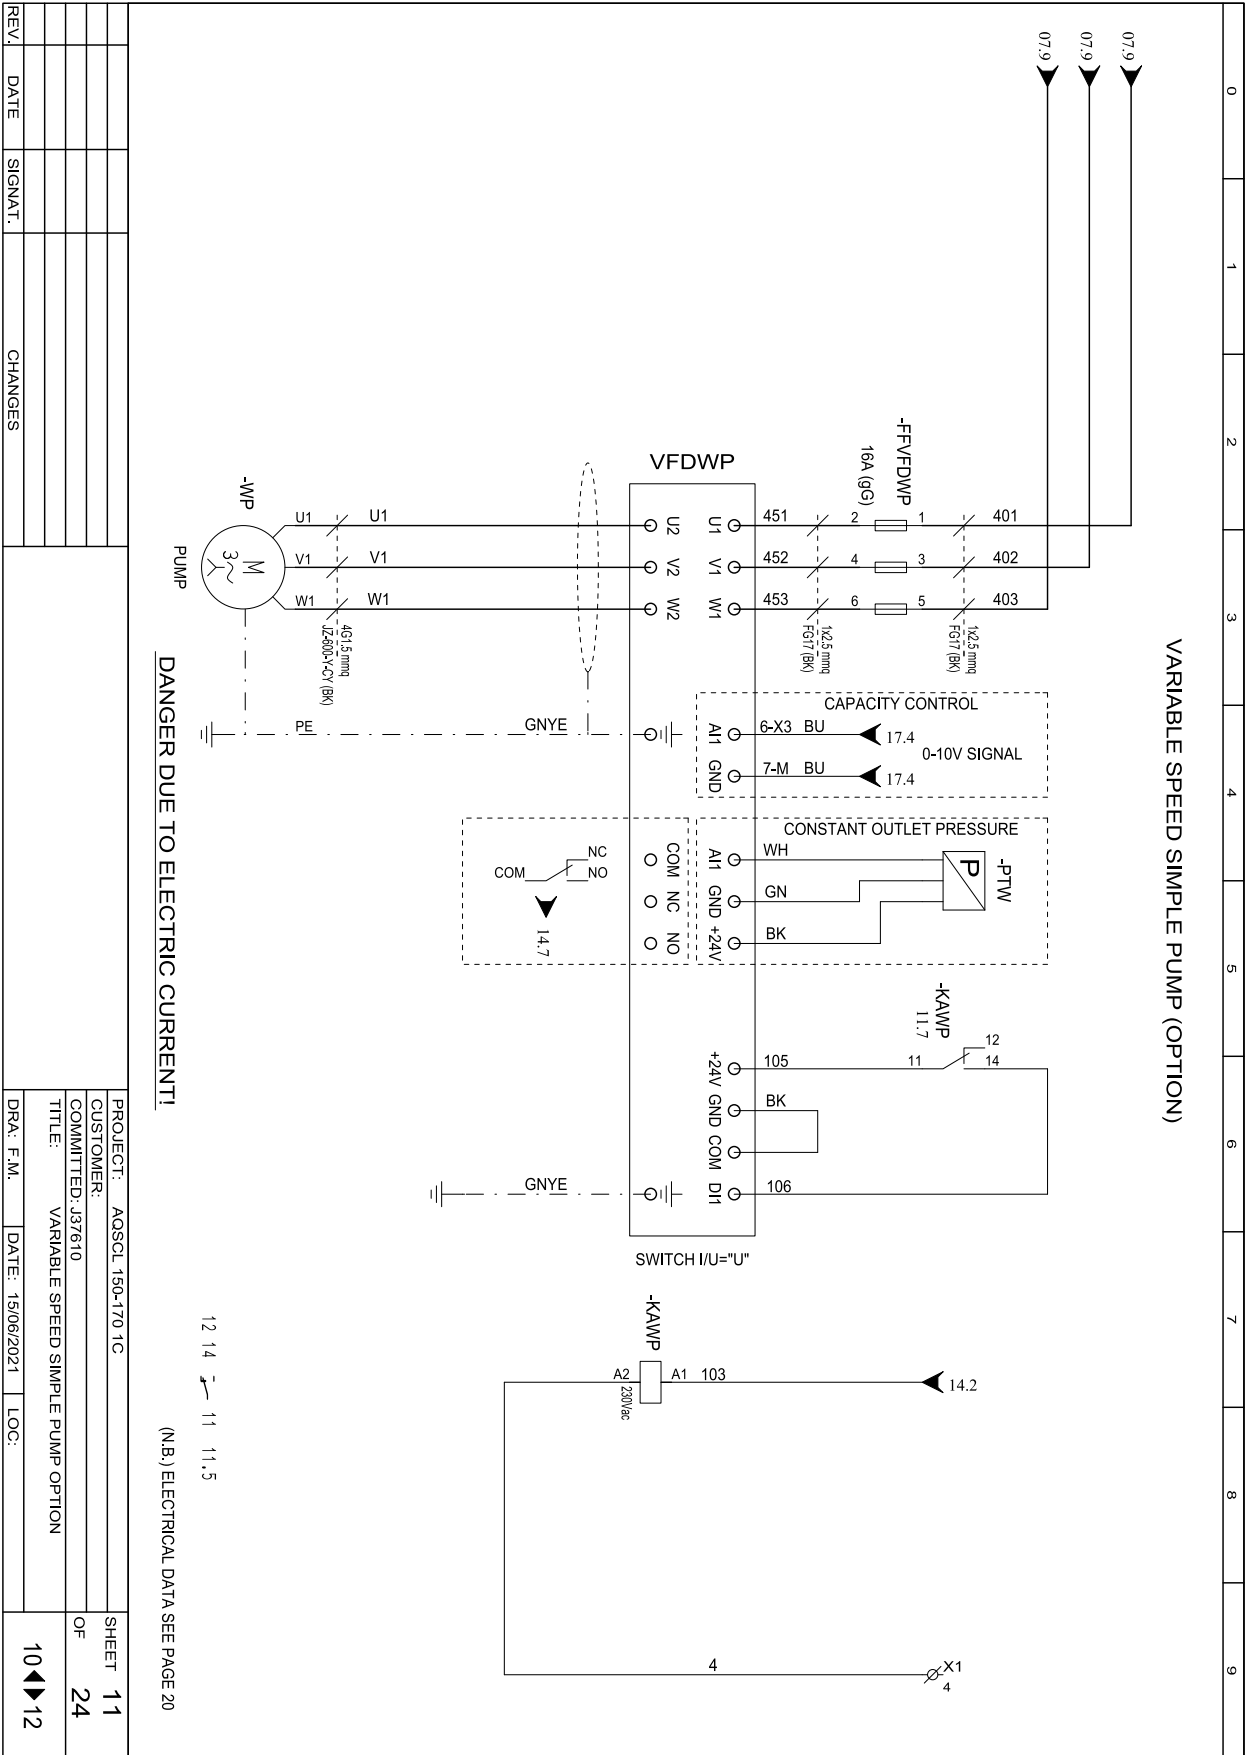 0 1 2 3 4 5 6 7 8 9
VARIABLE SPEED SIMPLE PUMP (OPTION)
07.9
07.9
07.9
401
402
403
1x2.5 mmq
FG17 (BK)
-FFVFDWP
16A (gG)
1 2
3 4
5 6
451
452
453
1x2.5 mmq
FG17 (BK)
VFDWP
U1 V1 W1
U2 V2 W2
CAPACITY CONTROL
0-10V SIGNAL
17.4
17.4
6-X3 BU
7-M BU
AI1 GND
CONSTANT OUTLET PRESSURE
-PTW
P
WH
GN
BK
AI1 GND +24V
COM NC NO
NC
NO
COM
14.7
-KAWP
11.7
12
14
11
105
BK
106
+24V GND COM DI1
SWITCH I/U="U"
GNYE
GNYE
PE
U1
V1
W1
4G1.5 mmq
JZ-600-Y-CY (BK)
U1
V1
W1
-WP
M
3~
PUMP
-KAWP
A1 103
14.2
A2
230Vac
4
X1
4
12 14 11 11.5
DANGER DUE TO ELECTRIC CURRENT!
(N.B.) ELECTRICAL DATA SEE PAGE 20
REV. DATE SIGNAT. CHANGES
PROJECT: AQSCL 150-170 1C
CUSTOMER:
COMMITTED: J37610
TITLE: VARIABLE SPEED SIMPLE PUMP OPTION
DRA: F.M. DATE: 15/06/2021 LOC:
SHEET 11
OF 24
10 12